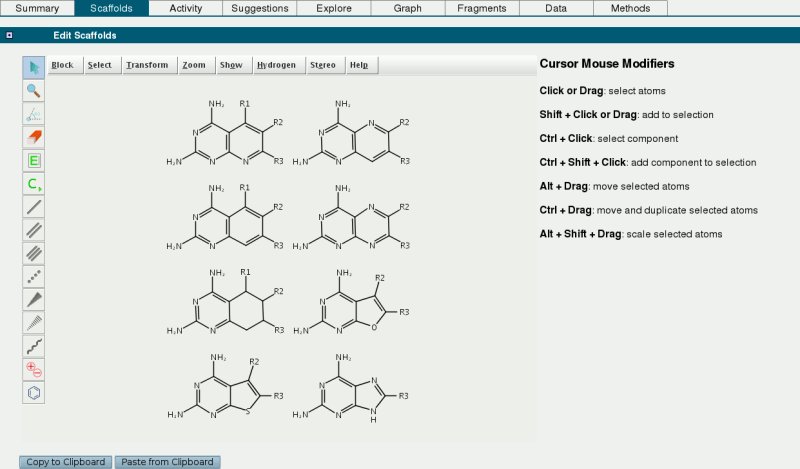 Summary Scaffolds Activity Suggestions Explore Graph Fragments Data Methods
Edit Scaffolds
Block Select Transform Zoom Show Hydrogen Stereo Help
Cursor Mouse Modifiers
Click or Drag: select atoms
Shift + Click or Drag: add to selection
Ctrl + Click: select component
Ctrl + Shift + Click: add component to selection
Alt + Drag: move selected atoms
Ctrl + Drag: move and duplicate selected atoms
Alt + Shift + Drag: scale selected atoms
E
C
NH₂ R1 NH₂
R2 N R2
N N
H₂N N N R3 H₂N N R3
NH₂ R1 NH₂
R2 N R2
N N
H₂N N R3 H₂N N N R3
NH₂ R1 NH₂ R2
R2
N N R3
H₂N N R3 H₂N N O
NH₂ R2 NH₂
N R3 N N R3
H₂N N S H₂N N N
H
Copy to Clipboard Paste from Clipboard